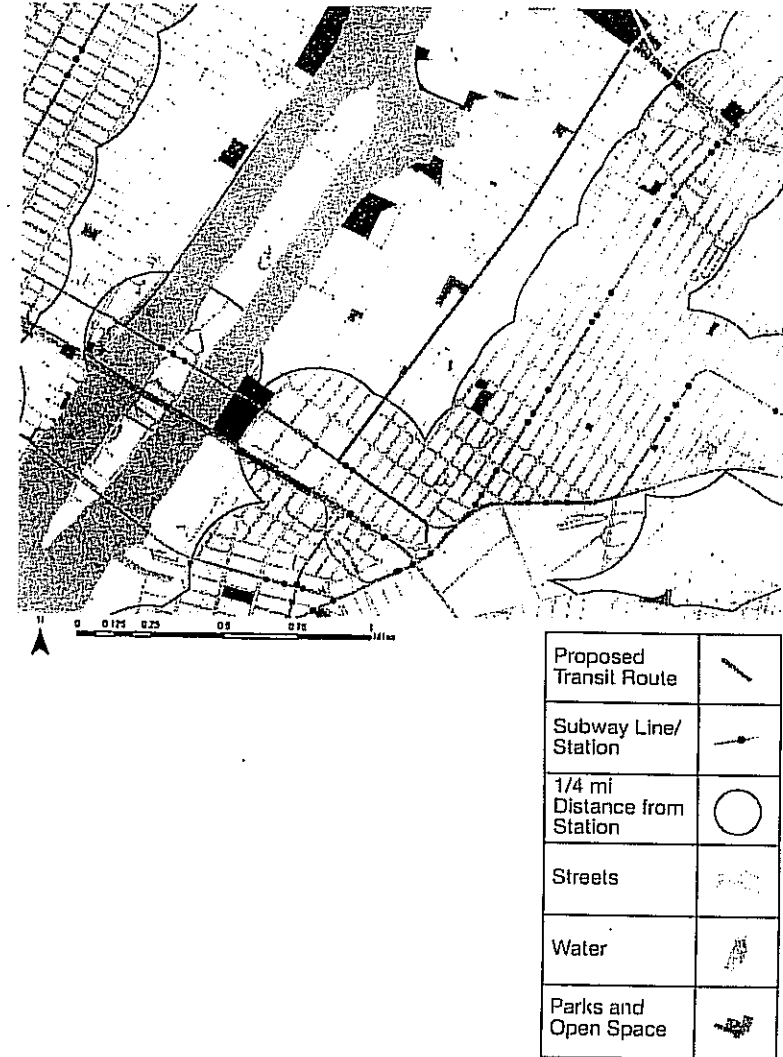 0 0.125 0.25 0.5 0.75 1
Proposed
Transit Route
Subway Line/
Station
1/4 mi
Distance from
Station
Streets
Water
Parks and
Open Space